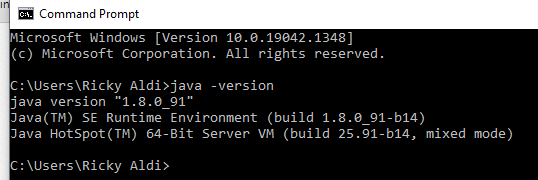 Command Prompt
Microsoft Windows [Version 10.0.19042.1348]
(c) Microsoft Corporation. All rights reserved.
C:\Users\Ricky Aldi>java -version
java version "1.8.0_91"
Java(TM) SE Runtime Environment (build 1.8.0_91-b14)
Java HotSpot(TM) 64-Bit Server VM (build 25.91-b14, mixed mode)
C:\Users\Ricky Aldi>